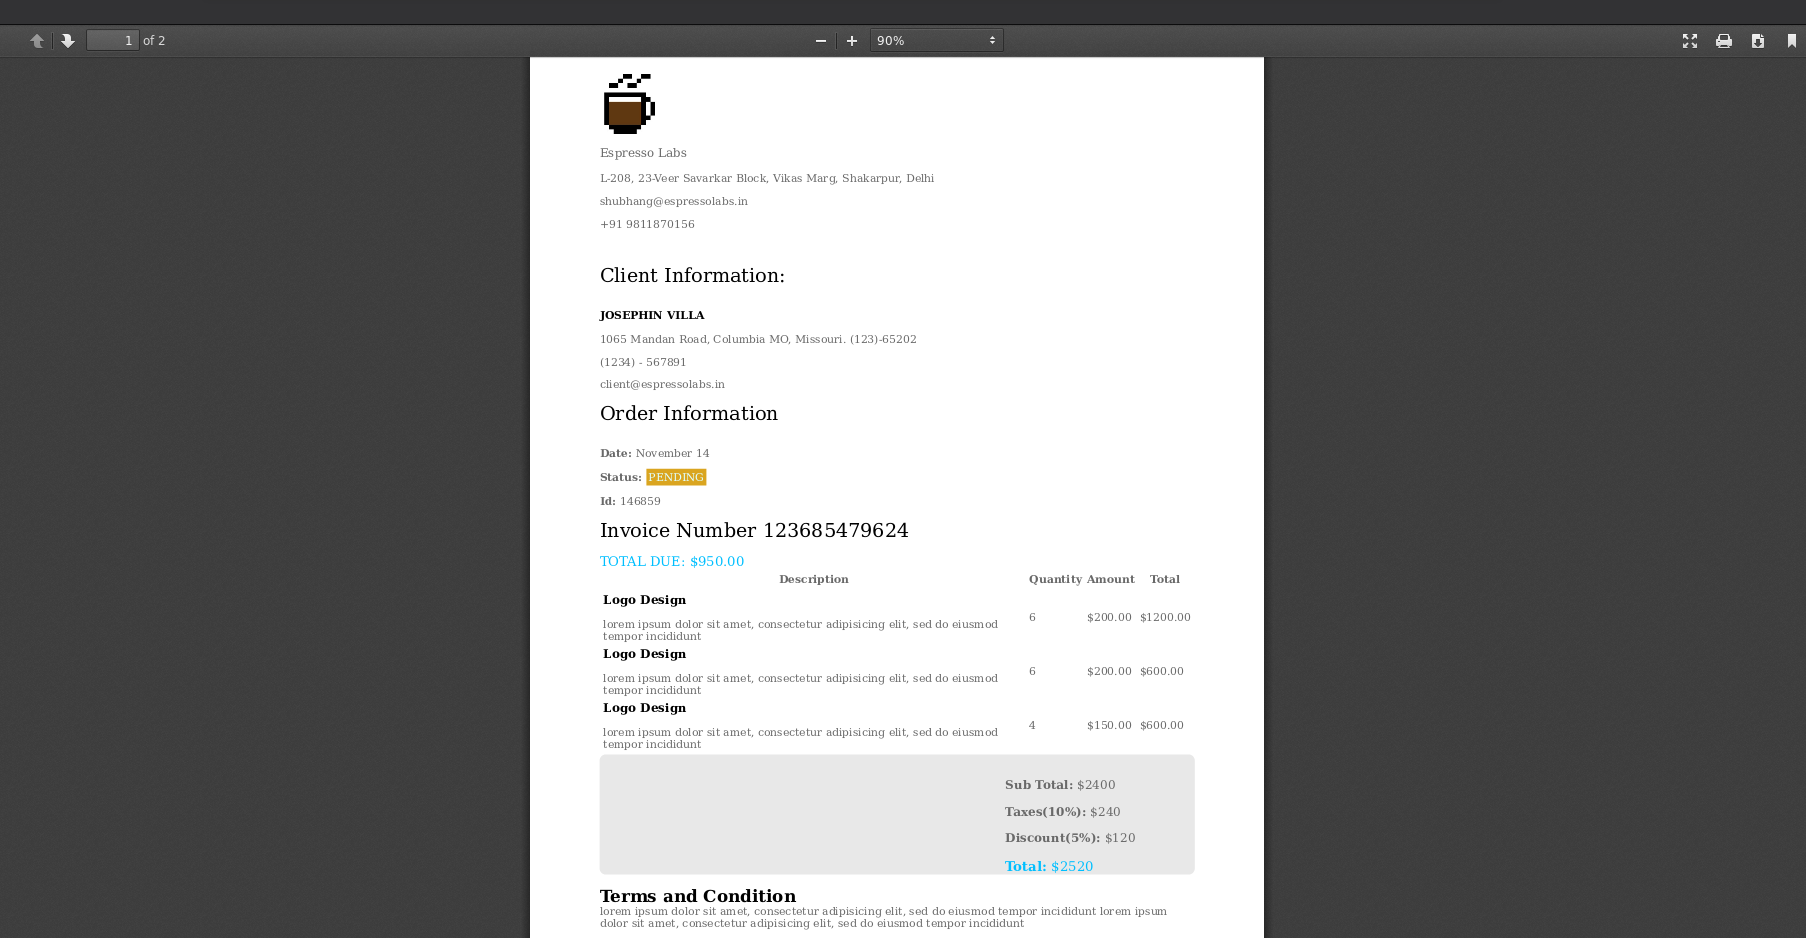 1 of 2 90%
Espresso Labs
L-208, 23-Veer Savarkar Block, Vikas Marg, Shakarpur, Delhi
shubhang@espressolabs.in
+91 9811870156
Client Information:
JOSEPHIN VILLA
1065 Mandan Road, Columbia MO, Missouri. (123)-65202
(1234) - 567891
client@espressolabs.in
Order Information
Date: November 14
Status: PENDING
Id: 146859
Invoice Number 123685479624
TOTAL DUE: $950.00
Description Quantity Amount Total
Logo Design
6 $200.00 $1200.00
lorem ipsum dolor sit amet, consectetur adipisicing elit, sed do eiusmod
tempor incididunt
Logo Design
6 $200.00 $600.00
lorem ipsum dolor sit amet, consectetur adipisicing elit, sed do eiusmod
tempor incididunt
Logo Design
4 $150.00 $600.00
lorem ipsum dolor sit amet, consectetur adipisicing elit, sed do eiusmod
tempor incididunt
Sub Total: $2400
Taxes(10%): $240
Discount(5%): $120
Total: $2520
Terms and Condition
lorem ipsum dolor sit amet, consectetur adipisicing elit, sed do eiusmod tempor incididunt lorem ipsum
dolor sit amet, consectetur adipisicing elit, sed do eiusmod tempor incididunt